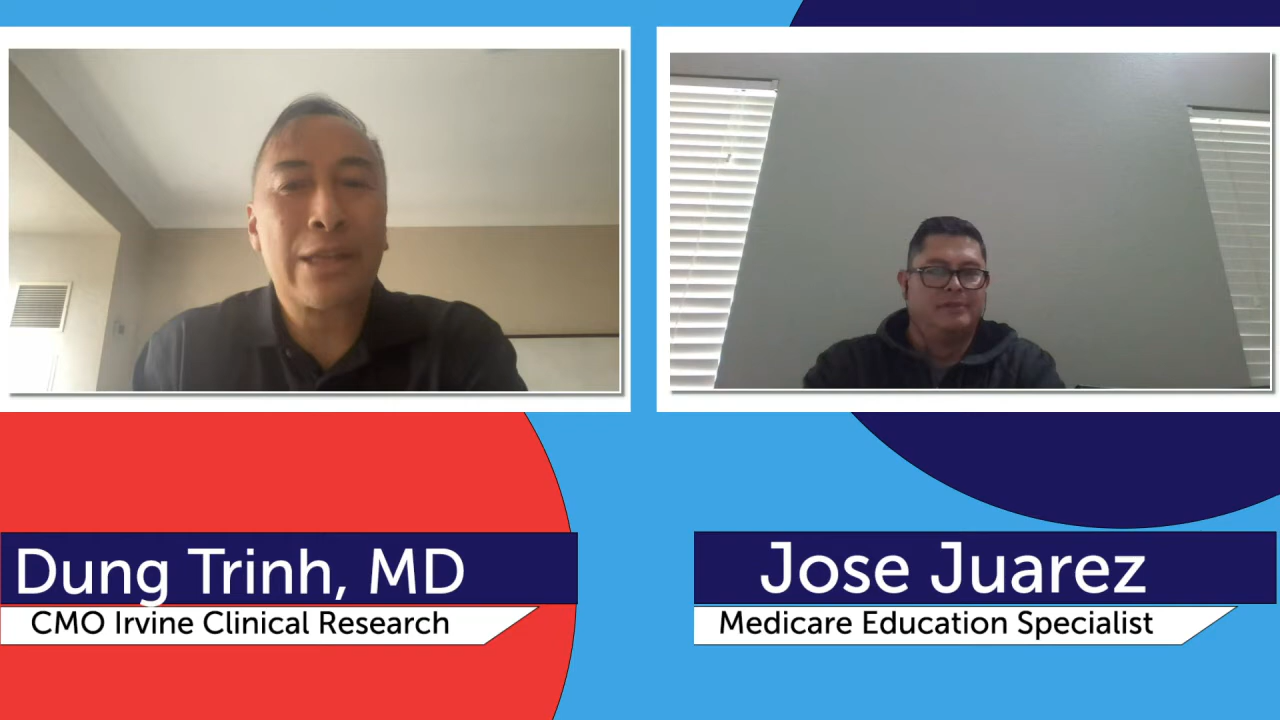 Dung Trinh, MD
CMO Irvine Clinical Research
Jose Juarez
Medicare Education Specialist